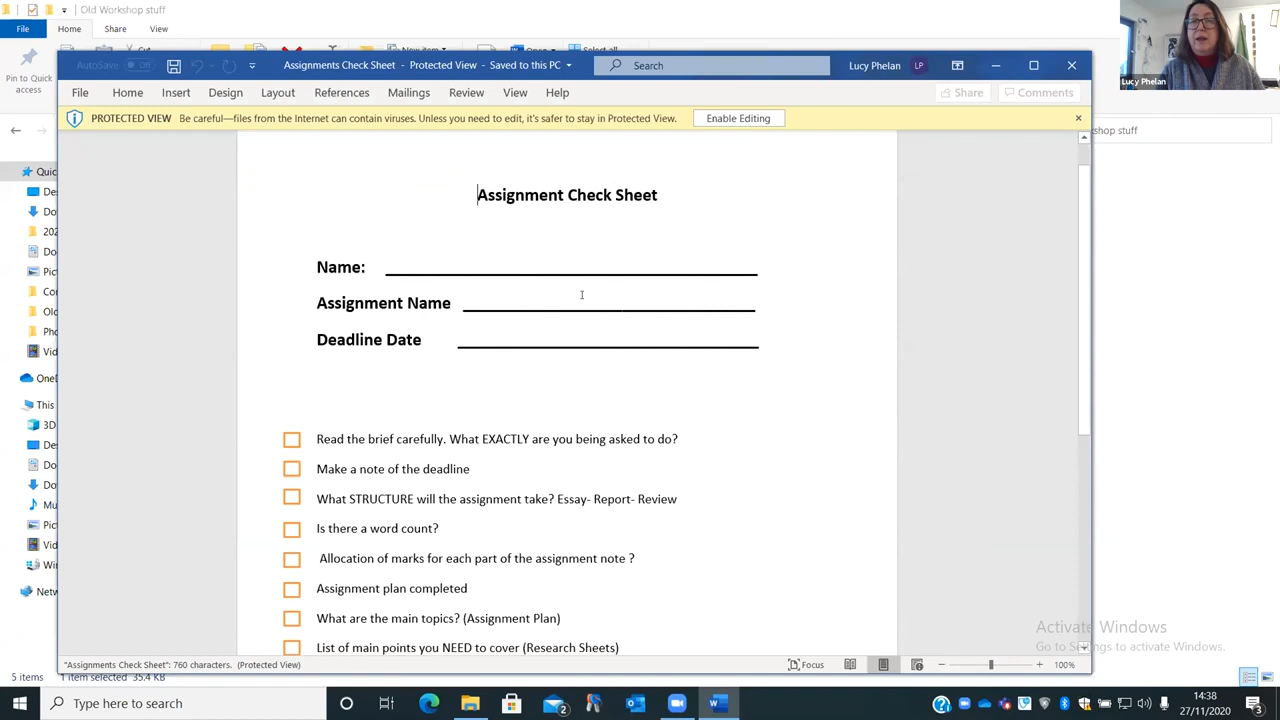 Old Workshop stuff
File Home Share View
Pin to Quick
access
AutoSave Off
Assignments Check Sheet - Protected View - Saved to this PC
Search
Lucy Phelan LP
Lucy Phelan
File Home Insert Design Layout References Mailings Review View Help Share Comments
PROTECTED VIEW Be careful—files from the Internet can contain viruses. Unless you need to edit, it's safer to stay in Protected View. Enable Editing
Assignment Check Sheet
Name:
Assignment Name
Deadline Date
Read the brief carefully. What EXACTLY are you being asked to do?
Make a note of the deadline
What STRUCTURE will the assignment take? Essay- Report- Review
Is there a word count?
Allocation of marks for each part of the assignment note ?
Assignment plan completed
What are the main topics? (Assignment Plan)
List of main points you NEED to cover (Research Sheets)
Activate Windows
Go to Settings to activate Windows.
"Assignments Check Sheet": 760 characters. (Protected View)
Focus
100%
5 items 1 item selected 35.4 KB
Type here to search
14:38
27/11/2020